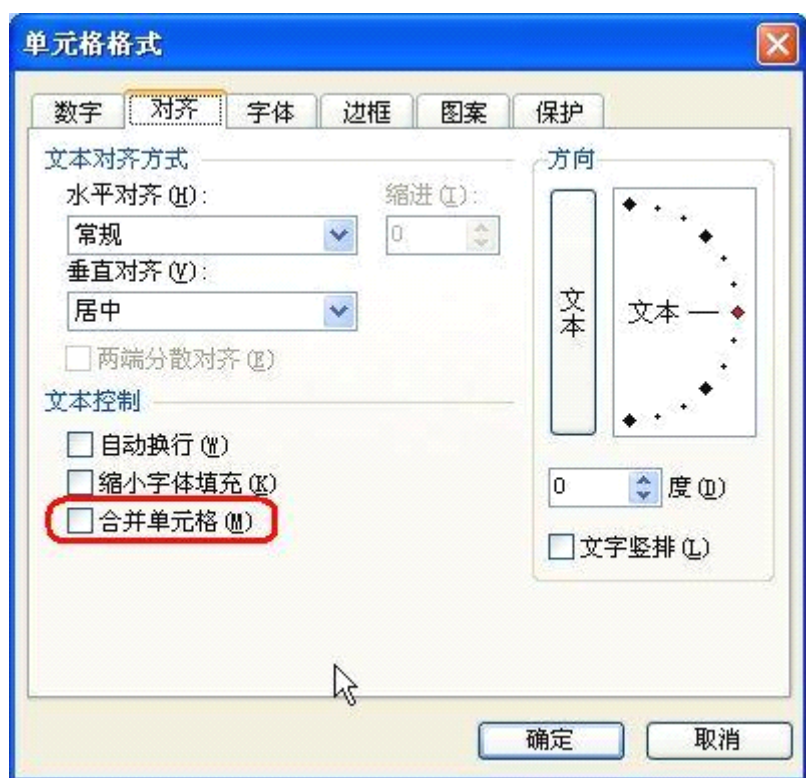 单元格格式
数字 对齐 字体 边框 图案 保护
文本对齐方式
水平对齐(H):
缩进(I):
常规
0
垂直对齐(V):
居中
两端分散对齐(E)
文本控制
自动换行(W)
缩小字体填充(K)
合并单元格(M)
方向
文本
文本
0 度(D)
文字竖排(L)
确定 取消